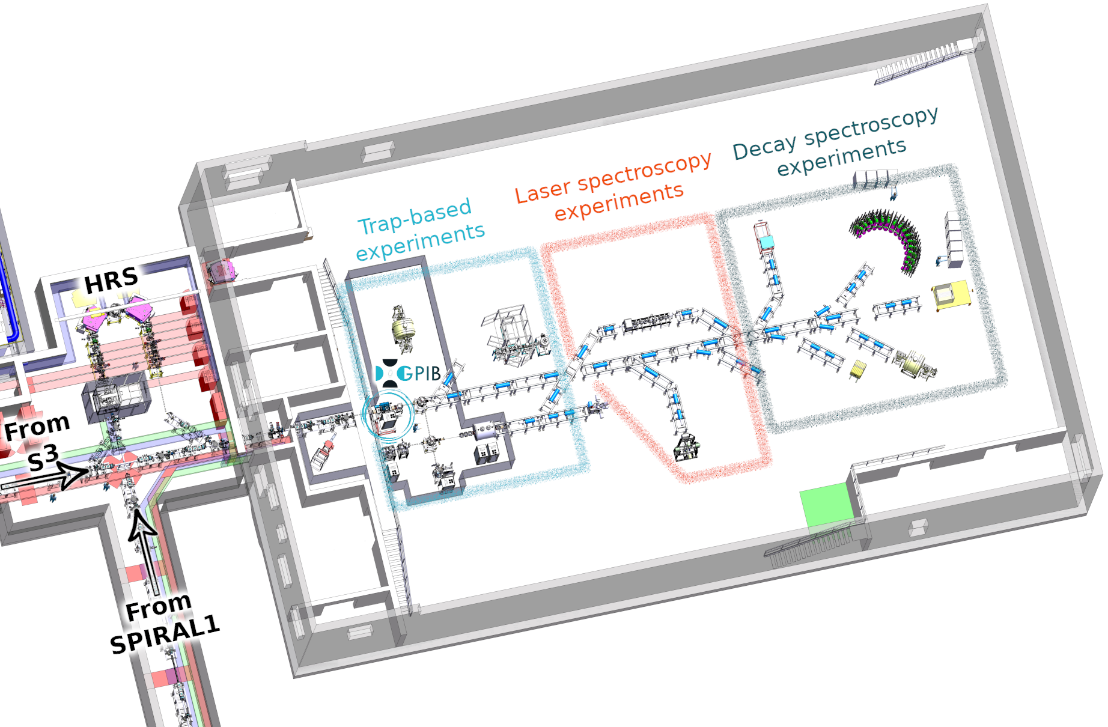 Decay spectroscopy
experiments
Laser spectroscopy
experiments
Trap-based
experiments
HRS
GPIB
From
S3
From
SPIRAL1